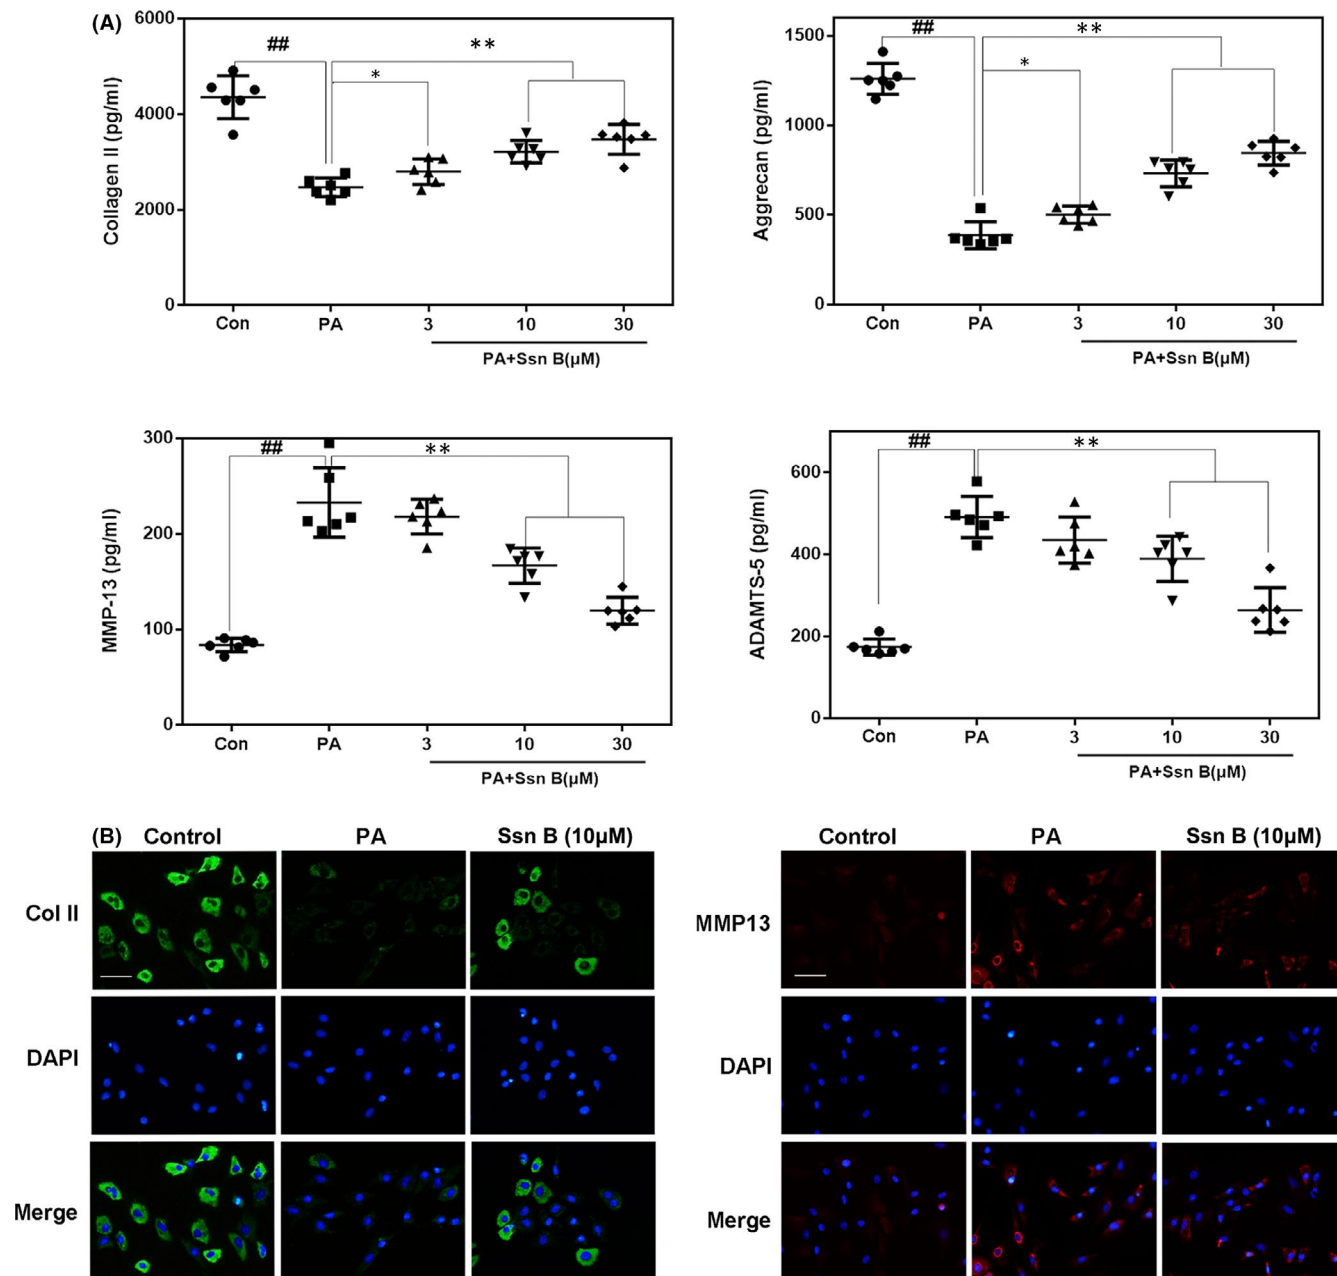 (A)
6000
4000
2000
0
Collagen II (pg/ml)
##
**
*
Con PA 3 10 30
PA+Ssn B(μM)
1500
1000
500
0
Aggrecan (pg/ml)
##
**
*
Con PA 3 10 30
PA+Ssn B(μM)
300
200
100
0
MMP-13 (pg/ml)
##
**
Con PA 3 10 30
PA+Ssn B(μM)
600
400
200
0
ADAMTS-5 (pg/ml)
##
**
Con PA 3 10 30
PA+Ssn B(μM)
(B)
Control PA Ssn B (10μM)
Col II
DAPI
Merge
Control PA Ssn B (10μM)
MMP13
DAPI
Merge